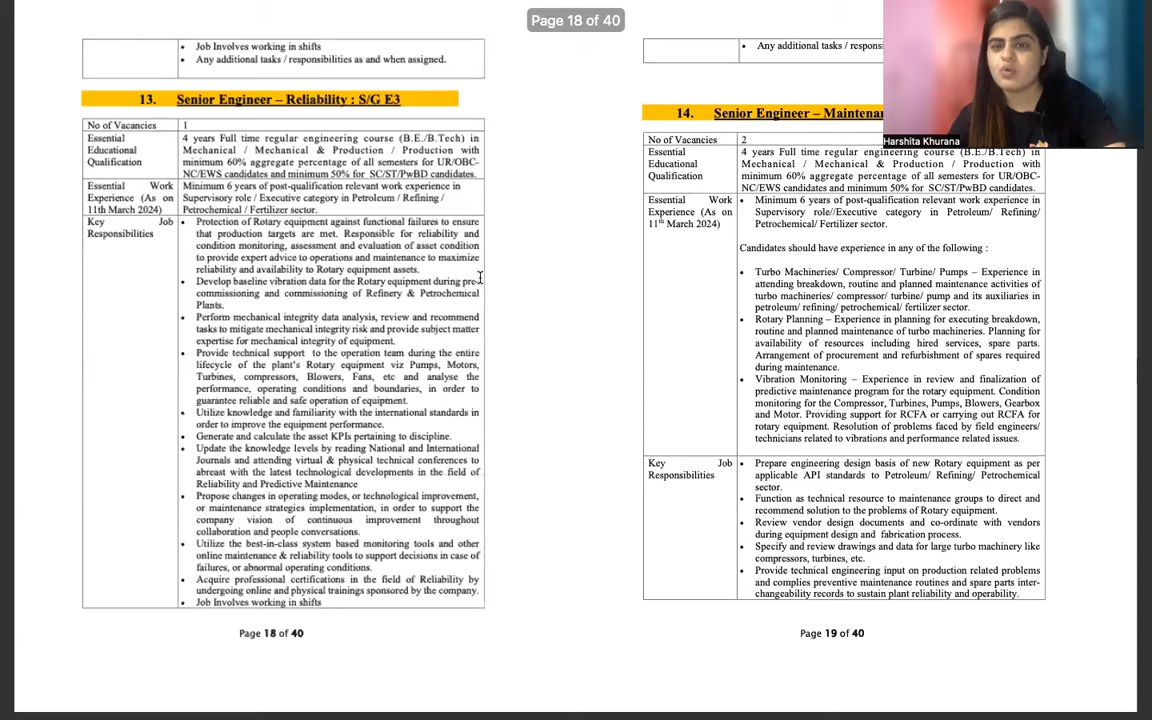 Page 18 of 40
• Job Involves working in shifts
• Any additional tasks / responsibilities as and when assigned.
13. Senior Engineer – Reliability : S/G E3
No of Vacancies 1
Essential Educational Qualification
4 years Full time regular engineering course (B.E./B.Tech) in
Mechanical / Mechanical & Production / Production with
minimum 60% aggregate percentage of all semesters for UR/OBC-
NC/EWS candidates and minimum 50% for SC/ST/PwBD candidates.
Essential Work
Experience (As on
11th March 2024)
Minimum 6 years of post-qualification relevant work experience in
Supervisory role / Executive category in Petroleum / Refining /
Petrochemical / Fertilizer sector.
Key Job
Responsibilities
• Protection of Rotary equipment against functional failures to ensure
that production targets are met. Responsible for reliability and
condition monitoring, assessment and evaluation of asset condition
to provide expert advice to operations and maintenance to maximize
reliability and availability to Rotary equipment assets.
• Develop baseline vibration data for the Rotary equipment during pre-
commissioning and commissioning of Refinery & Petrochemical
Plants.
• Perform mechanical integrity data analysis, review and recommend
tasks to mitigate mechanical integrity risk and provide subject matter
expertise for mechanical integrity of equipment.
• Provide technical support to the operation team during the entire
lifecycle of the plant's Rotary equipment viz Pumps, Motors,
Turbines, compressors, Blowers, Fans, etc and analyse the
performance, operating conditions and boundaries, in order to
guarantee reliable and safe operation of equipment.
• Utilize knowledge and familiarity with the international standards in
order to improve the equipment performance.
• Generate and calculate the asset KPIs pertaining to discipline.
• Update the knowledge levels by reading National and International
Journals and attending virtual & physical technical conferences to
abreast with the latest technological developments in the field of
Reliability and Predictive Maintenance
• Propose changes in operating modes, or technological improvement,
or maintenance strategies implementation, in order to support the
company vision of continuous improvement throughout
collaboration and people conversations.
• Utilize the best-in-class system based monitoring tools and other
online maintenance & reliability tools to support decisions in case of
failures, or abnormal operating conditions.
• Acquire professional certifications in the field of Reliability by
undergoing online and physical trainings sponsored by the company.
• Job Involves working in shifts
Page 18 of 40
• Any additional tasks / respons
14. Senior Engineer – Maintenan
Harshita Khurana
No of Vacancies 2
Essential
Educational
Qualification
4 years Full time regular engineering course (B.E./B.Tech) in
Mechanical / Mechanical & Production / Production with
minimum 60% aggregate percentage of all semesters for UR/OBC-
NC/EWS candidates and minimum 50% for SC/ST/PwBD candidates.
Essential Work
Experience (As on
11th March 2024)
• Minimum 6 years of post-qualification relevant work experience in
Supervisory role//Executive category in Petroleum/ Refining/
Petrochemical/ Fertilizer sector.
Candidates should have experience in any of the following :
• Turbo Machineries/ Compressor/ Turbine/ Pumps – Experience in
attending breakdown, routine and planned maintenance activities of
turbo machineries/ compressor/ turbine/ pump and its auxiliaries in
petroleum/ refining/ petrochemical/ fertilizer sector.
• Rotary Planning – Experience in planning for executing breakdown,
routine and planned maintenance of turbo machineries. Planning for
availability of resources including hired services, spare parts.
Arrangement of procurement and refurbishment of spares required
during maintenance.
• Vibration Monitoring – Experience in review and finalization of
predictive maintenance program for the rotary equipment. Condition
monitoring for the Compressor, Turbines, Pumps, Blowers, Gearbox
and Motor. Providing support for RCFA or carrying out RCFA for
rotary equipment. Resolution of problems faced by field engineers/
technicians related to vibrations and performance related issues.
Key Job
Responsibilities
• Prepare engineering design basis of new Rotary equipment as per
applicable API standards to Petroleum/ Refining/ Petrochemical
sector.
• Function as technical resource to maintenance groups to direct and
recommend solution to the problems of Rotary equipment.
• Review vendor design documents and co-ordinate with vendors
during equipment design and fabrication process.
• Specify and review drawings and data for large turbo machinery like
compressors, turbines, etc.
• Provide technical engineering input on production related problems
and complies preventive maintenance routines and spare parts inter-
changeability records to sustain plant reliability and operability.
Page 19 of 40